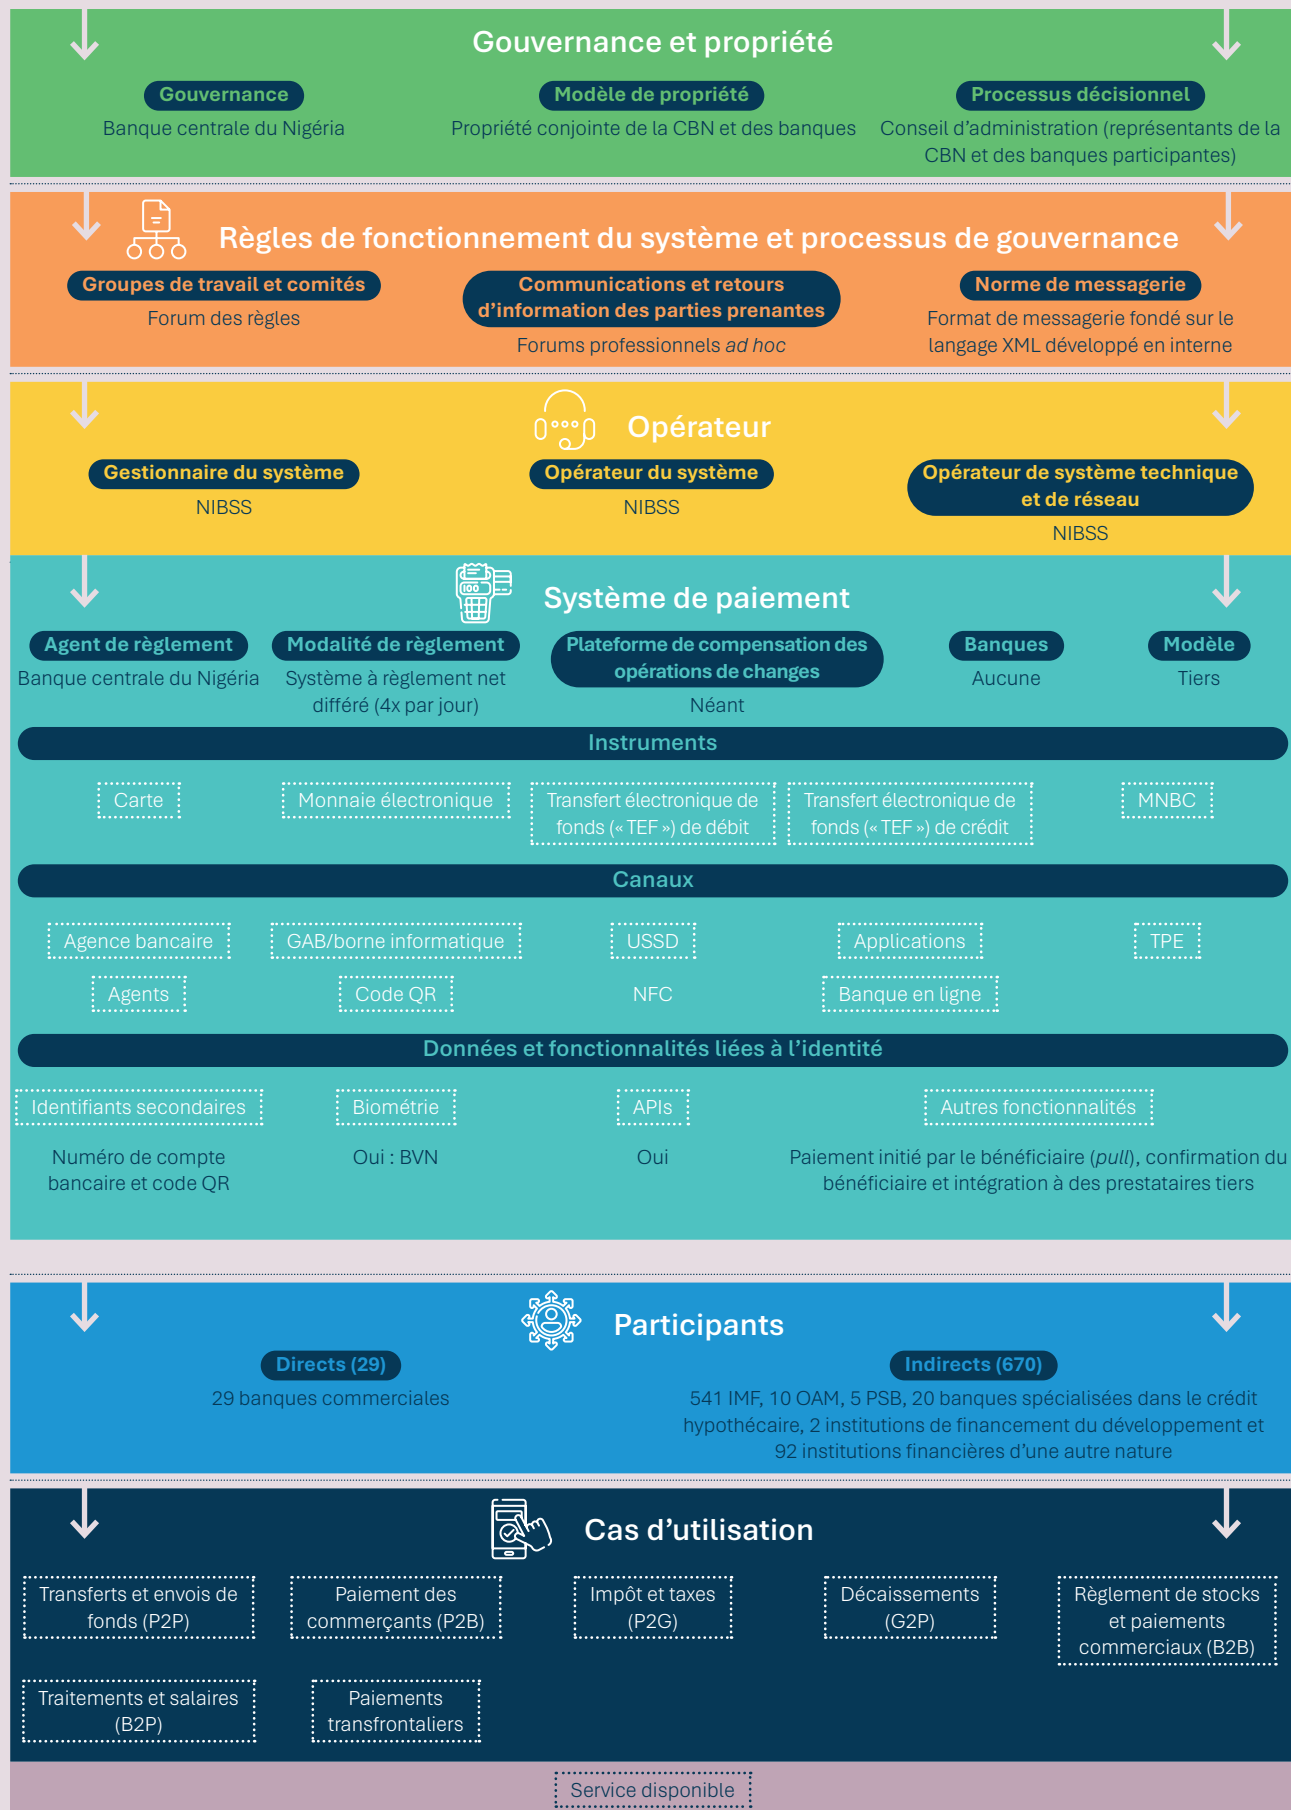 Gouvernance et propriété
Gouvernance
Banque centrale du Nigéria
Modèle de propriété
Propriété conjointe de la CBN et des banques
Processus décisionnel
Conseil d’administration (représentants de la
CBN et des banques participantes)
Règles de fonctionnement du système et processus de gouvernance
Groupes de travail et comités
Forum des règles
Communications et retours
d’information des parties prenantes
Forums professionnels ad hoc
Norme de messagerie
Format de messagerie fondé sur le
langage XML développé en interne
Opérateur
Gestionnaire du système
NIBSS
Opérateur du système
NIBSS
Opérateur de système technique
et de réseau
NIBSS
Système de paiement
Agent de règlement
Banque centrale du Nigéria
Modalité de règlement
Système à règlement net
différé (4x par jour)
Plateforme de compensation des
opérations de changes
Néant
Banques
Aucune
Modèle
Tiers
Instruments
Carte
Monnaie électronique
Transfert électronique de
fonds (« TEF ») de débit
Transfert électronique de
fonds (« TEF ») de crédit
MNBC
Canaux
Agence bancaire
GAB/borne informatique
USSD
Applications
TPE
Agents
Code QR
NFC
Banque en ligne
Données et fonctionnalités liées à l’identité
Identifiants secondaires
Numéro de compte
bancaire et code QR
Biométrie
Oui : BVN
APIs
Oui
Autres fonctionnalités
Paiement initié par le bénéficiaire (pull), confirmation du
bénéficiaire et intégration à des prestataires tiers
Participants
Directs (29)
29 banques commerciales
Indirects (670)
541 IMF, 10 OAM, 5 PSB, 20 banques spécialisées dans le crédit
hypothécaire, 2 institutions de financement du développement et
92 institutions financières d’une autre nature
Cas d’utilisation
Transferts et envois de
fonds (P2P)
Paiement des
commerçants (P2B)
Impôt et taxes
(P2G)
Décaissements
(G2P)
Règlement de stocks
et paiements
commerciaux (B2B)
Traitements et salaires
(B2P)
Paiements
transfrontaliers
Service disponible